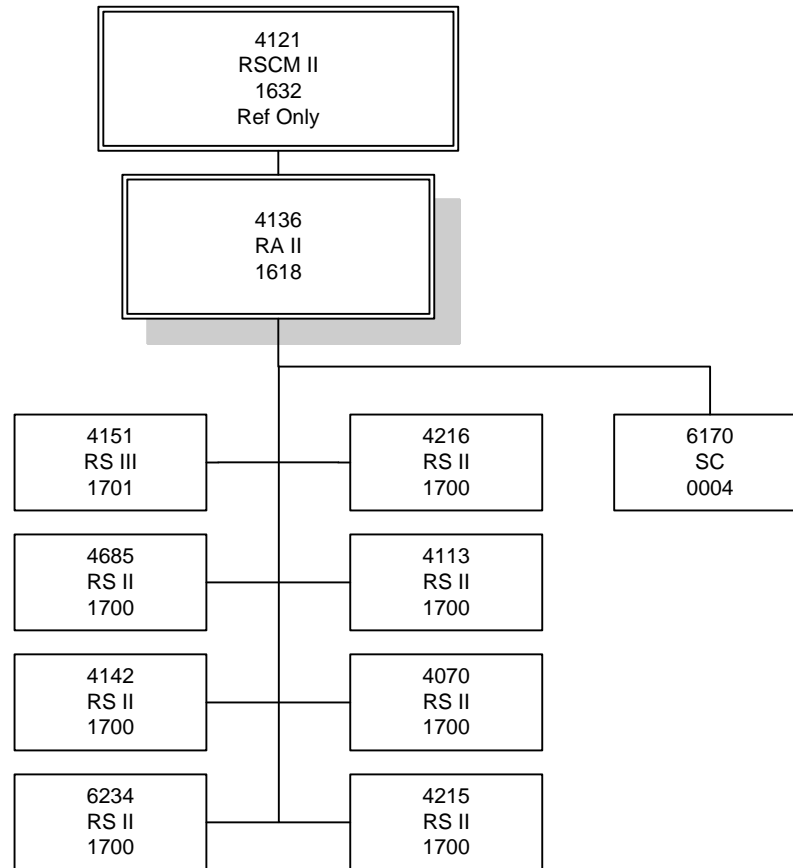 4121
RSCM II
1632
Ref Only
4136
RA II
1618
4151
RS III
1701
4216
RS II
1700
6170
SC
0004
4685
RS II
1700
4113
RS II
1700
4142
RS II
1700
4070
RS II
1700
6234
RS II
1700
4215
RS II
1700